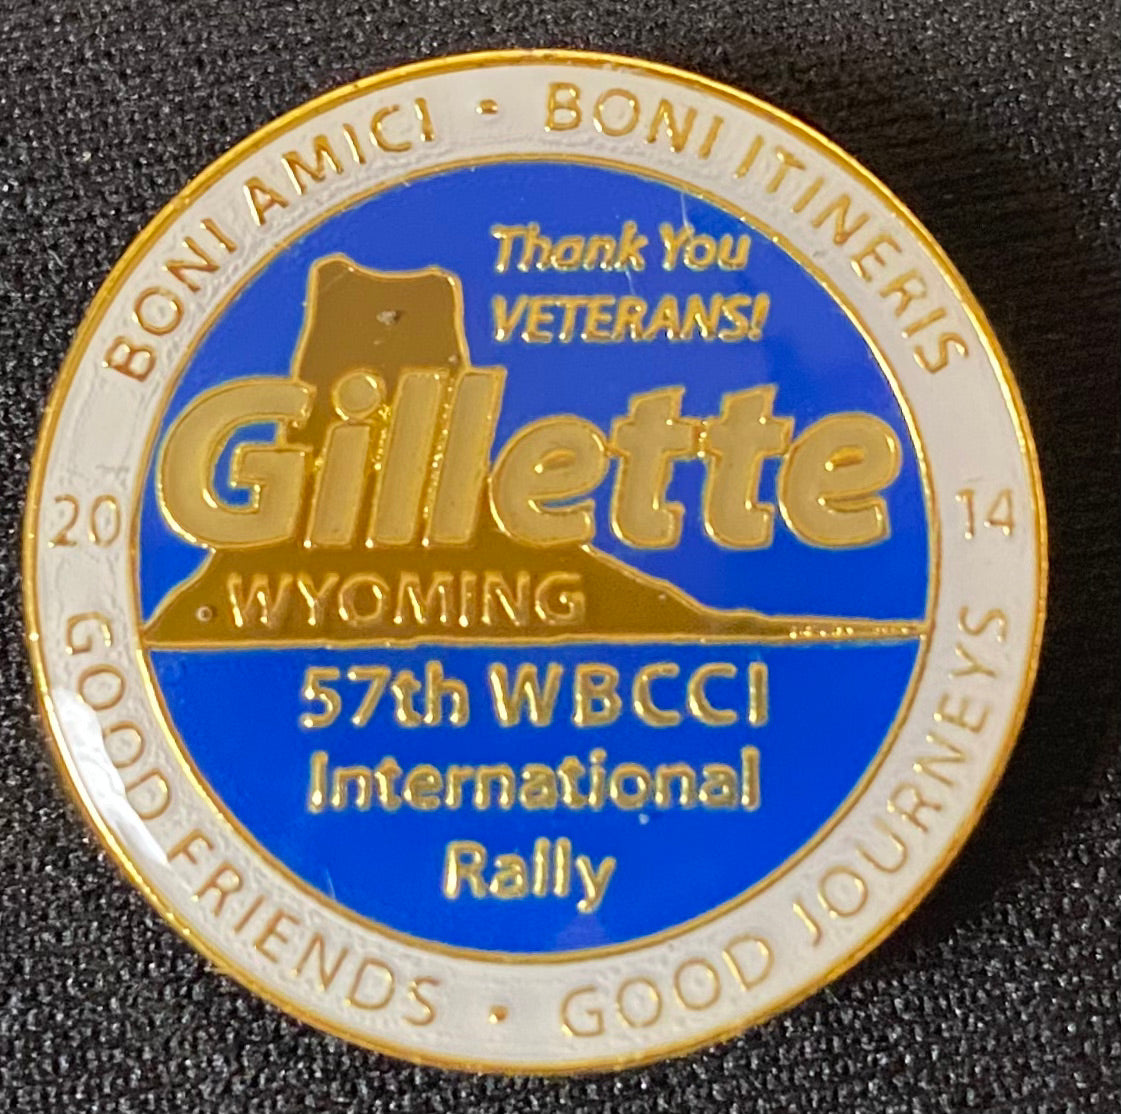 BONI AMICI • BONI ITINERIS
Thank You
VETERANS!
Gillette
WYOMING
20 14
57th WBCCI
International
Rally
GOOD FRIENDS • GOOD JOURNEYS